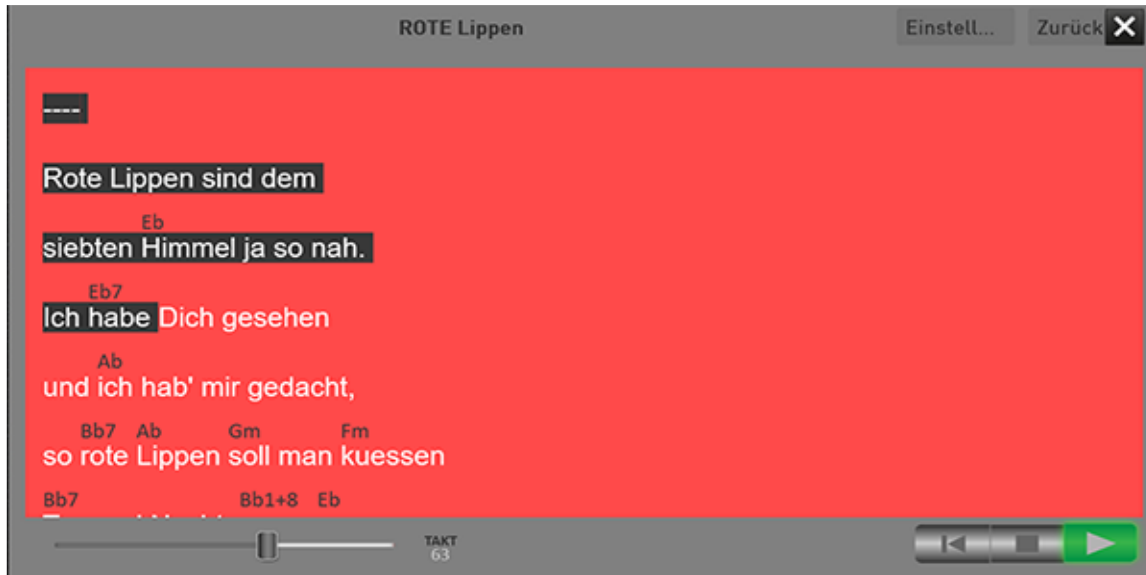 ROTE Lippen Einstell... Zurück
----
Rote Lippen sind dem
Eb
siebten Himmel ja so nah.
Eb7
Ich habe Dich gesehen
Ab
und ich hab' mir gedacht,
Bb7 Ab Gm Fm
so rote Lippen soll man kuessen
Bb7 Bb1+8 Eb
TAKT
63